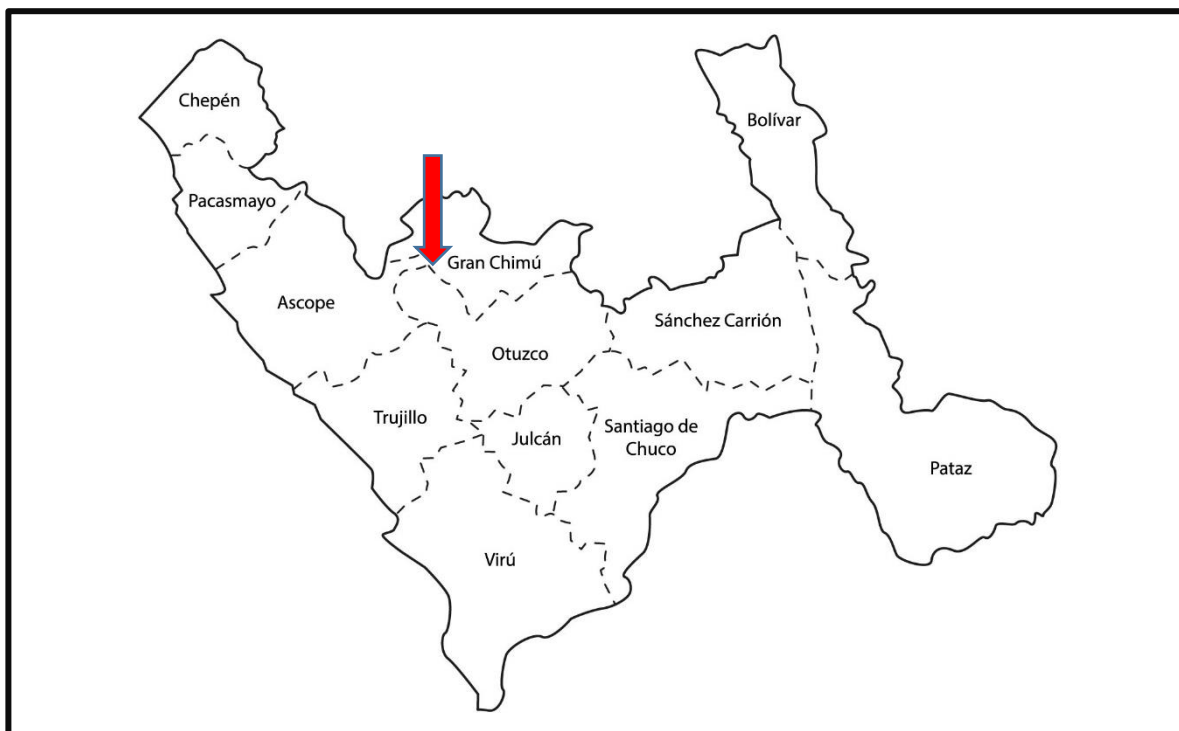 Chepén
Bolívar
Pacasmayo
Gran Chimú
Ascope
Sánchez Carrión
Otuzco
Trujillo
Julcán
Santiago de
Chuco
Pataz
Virú